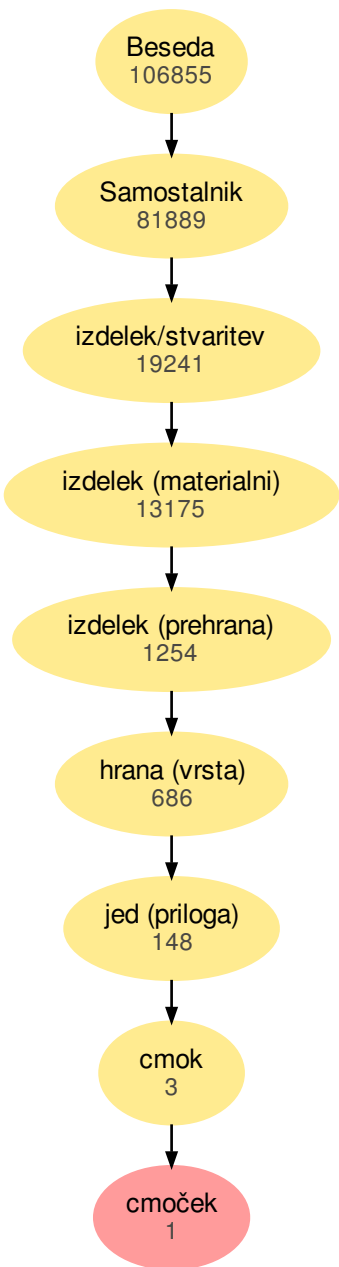 Beseda
106855
Samostalnik
81889
izdelek/stvaritev
19241
izdelek (materialni)
13175
izdelek (prehrana)
1254
hrana (vrsta)
686
jed (priloga)
148
cmok
3
cmoček
1